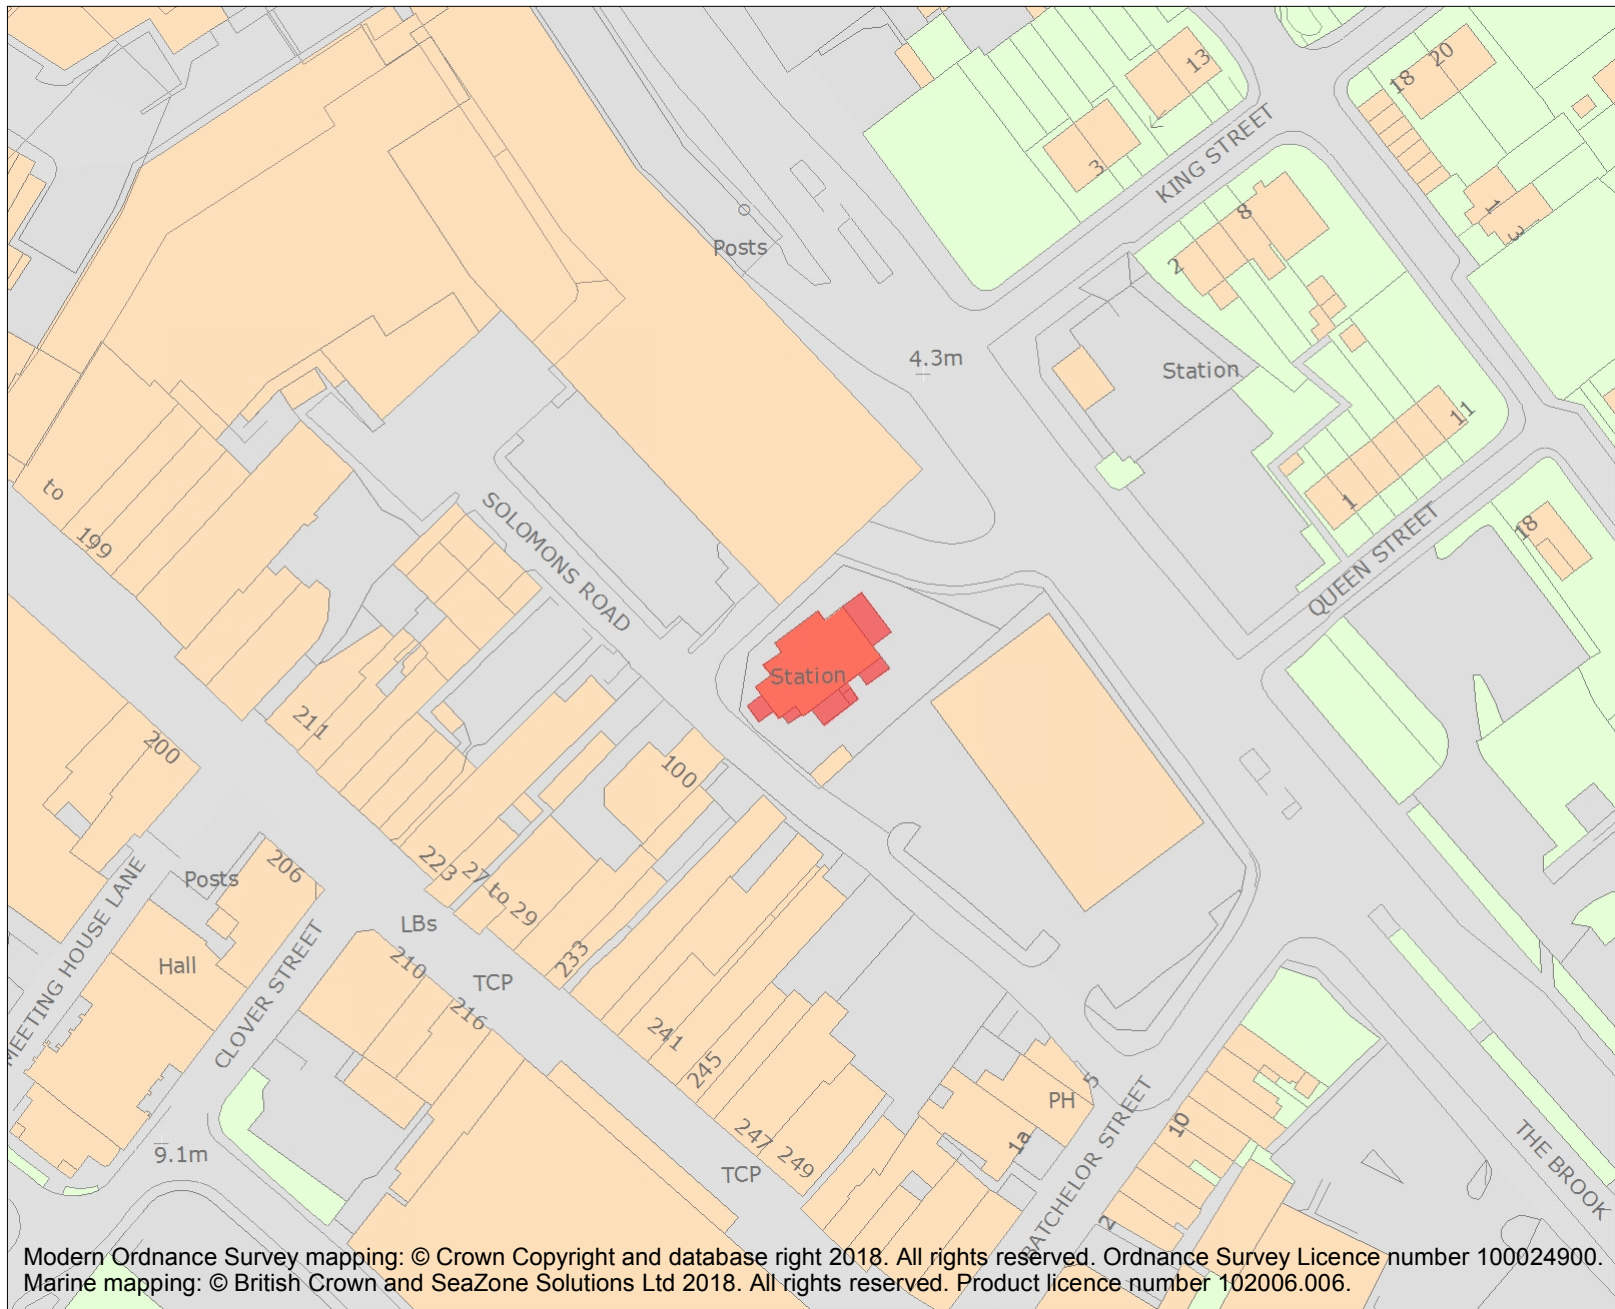 13
18
20
KING STREET
3
8
1
3
2
Posts
4.3m
Station
11
1
to
199
SOLOMONS ROAD
QUEEN STREET
18
Station
211
200
100
206
223
27 to 29
Posts
LBs
MEETING HOUSE LANE
Hall
CLOVER STREET
210
TCP
233
216
241
245
5
PH
1a
10
BATCHELOR STREET
THE BROOK
247
249
9.1m
TCP
2
Modern Ordnance Survey mapping: © Crown Copyright and database right 2018. All rights reserved. Ordnance Survey Licence number 100024900.
Marine mapping: © British Crown and SeaZone Solutions Ltd 2018. All rights reserved. Product licence number 102006.006.